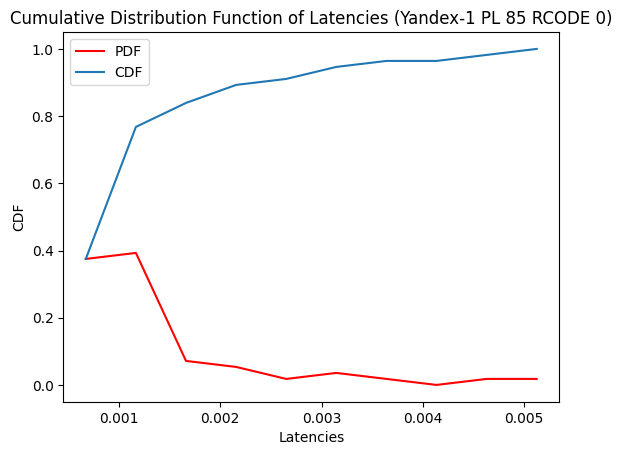 Cumulative Distribution Function of Latencies (Yandex-1 PL 85 RCODE 0)
PDF
CDF
CDF
1.0
0.8
0.6
0.4
0.2
0.0
0.001 0.002 0.003 0.004 0.005
Latencies